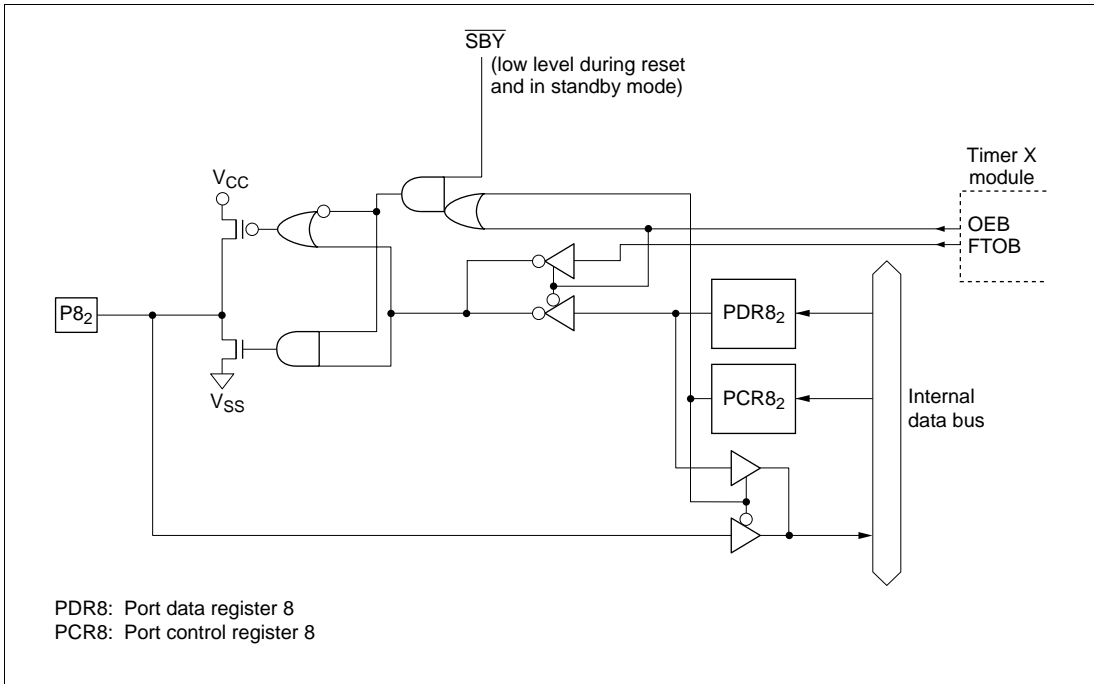 SBY
(low level during reset
and in standby mode)
Timer X
module
VCC
OEB
FTOB
P82
PDR82
VSS
PCR82
Internal
data bus
PDR8: Port data register 8
PCR8: Port control register 8